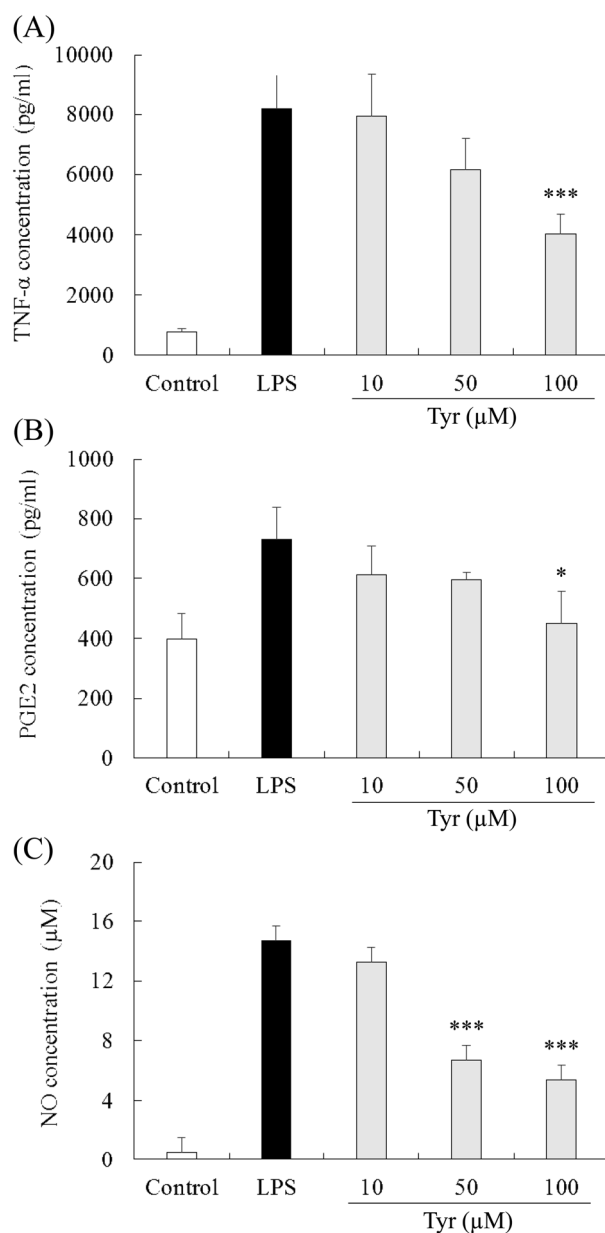 (A)
TNF-α concentration (pg/ml)
10000
8000
6000
4000
2000
0
***
Control LPS 10 50 100
Tyr (μM)
(B)
PGE2 concentration (pg/ml)
1000
800
600
400
200
0
*
Control LPS 10 50 100
Tyr (μM)
(C)
NO concentration (μM)
20
16
12
8
4
0
*** ***
Control LPS 10 50 100
Tyr (μM)